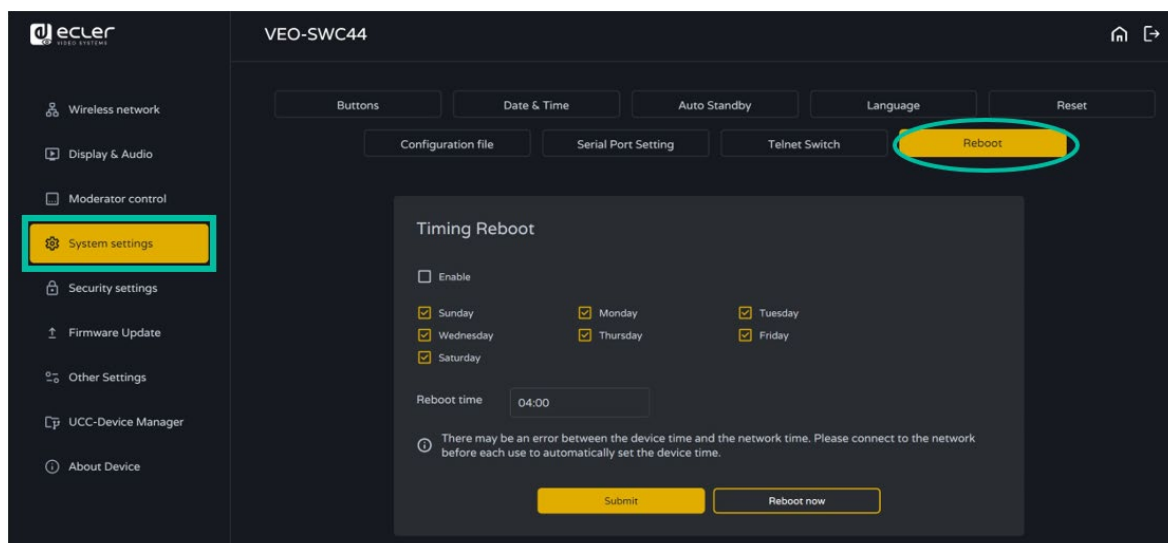 ecler
VIDEO SYSTEMS
VEO-SWC44
Wireless network
Display & Audio
Moderator control
System settings
Security settings
Firmware Update
Other Settings
UCC-Device Manager
About Device
Buttons
Date & Time
Auto Standby
Language
Reset
Configuration file
Serial Port Setting
Telnet Switch
Reboot
Timing Reboot
Enable
Sunday
Monday
Tuesday
Wednesday
Thursday
Friday
Saturday
Reboot time
04:00
There may be an error between the device time and the network time. Please connect to the network
before each use to automatically set the device time.
Submit
Reboot now